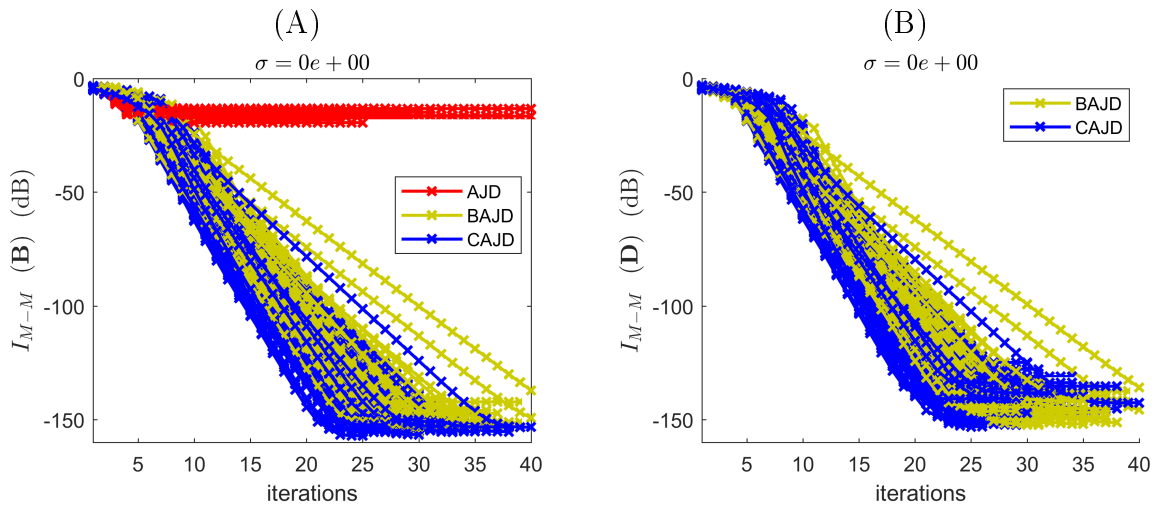 (A)
σ = 0e + 00
0
-50
-100
-150
I_{M−M} (B) (dB)
5 10 15 20 25 30 35 40
iterations
AJD
BAJD
CAJD
(B)
σ = 0e + 00
0
-50
-100
-150
I_{M−M} (D) (dB)
5 10 15 20 25 30 35 40
iterations
BAJD
CAJD